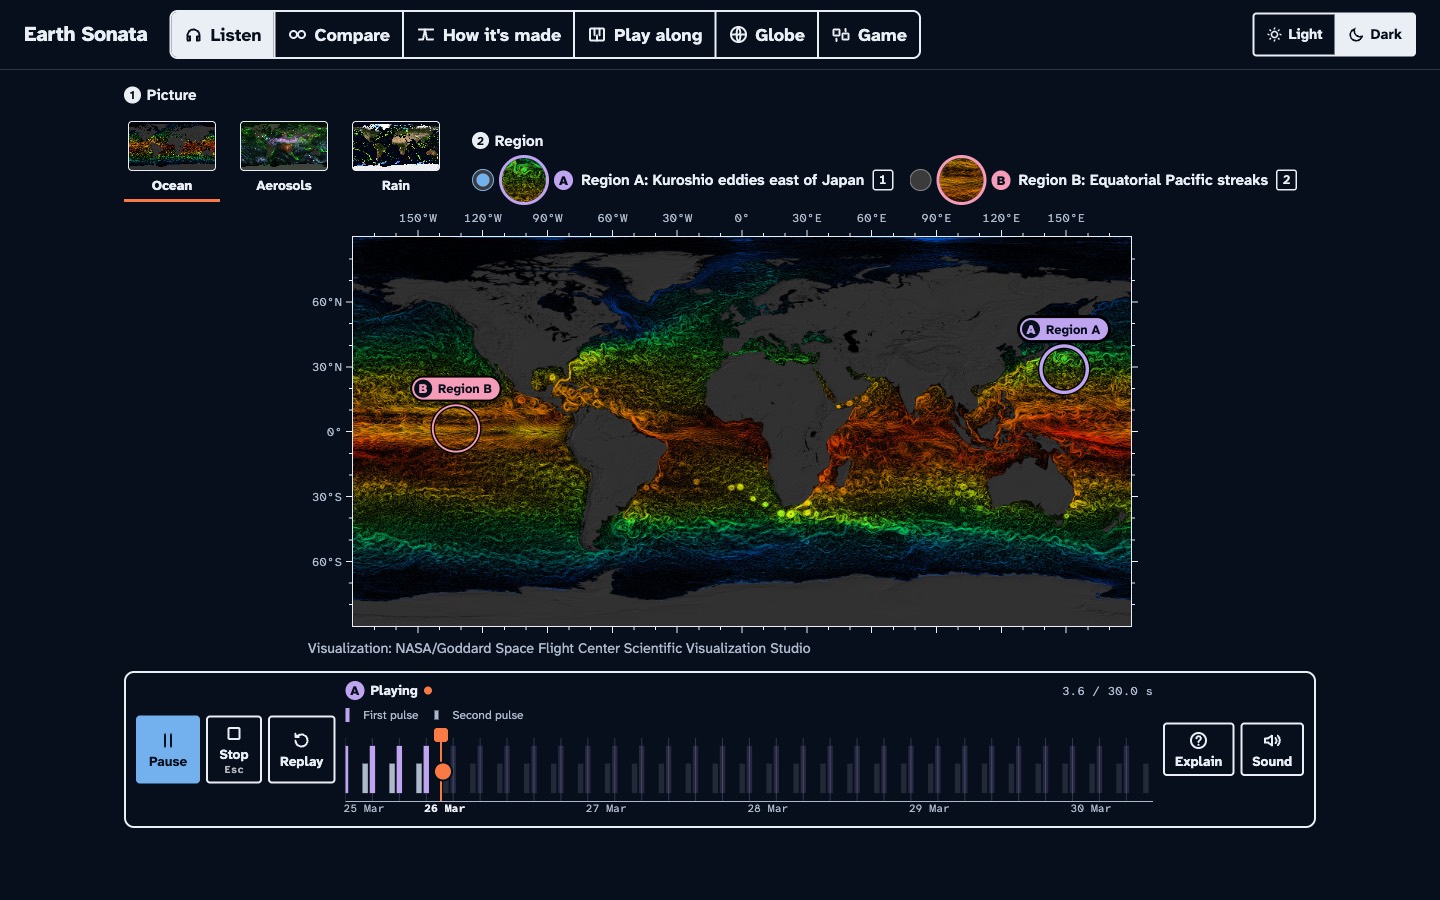 Earth Sonata
Listen
Compare
How it's made
Play along
Globe
Game
Light
Dark
1 Picture
Ocean
Aerosols
Rain
2 Region
A Region A: Kuroshio eddies east of Japan 1
B Region B: Equatorial Pacific streaks 2
150°W 120°W 90°W 60°W 30°W 0° 30°E 60°E 90°E 120°E 150°E
60°N
A Region A
30°N
B Region B
0°
30°S
60°S
Visualization: NASA/Goddard Space Flight Center Scientific Visualization Studio
A Playing
3.6 / 30.0 s
First pulse
Second pulse
Pause
Stop
Esc
Replay
Explain
Sound
25 Mar 26 Mar 27 Mar 28 Mar 29 Mar 30 Mar